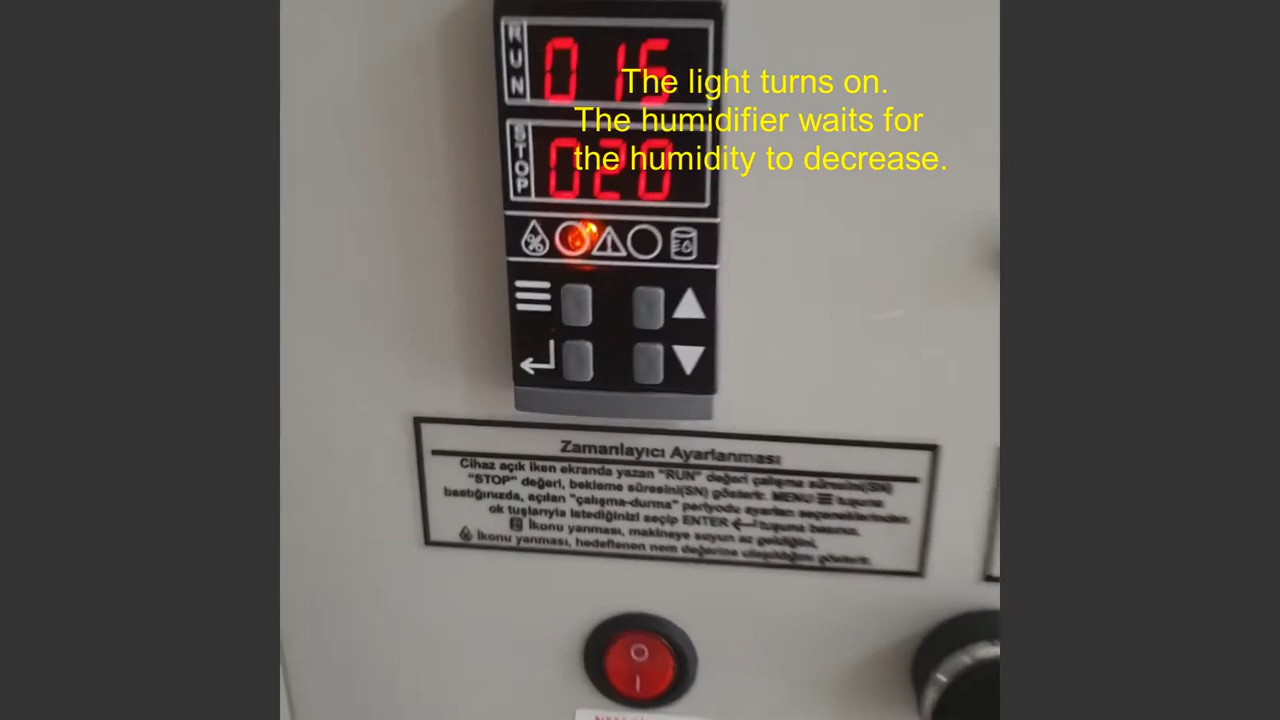 RUN
015
The light turns on.
The humidifier waits for
the humidity to decrease.
STOP
020
Zamanlayıcı Ayarlanması
Cihaz açık iken ekranda yazan "RUN" değeri çalışma süresini(SN)
"STOP" değeri, bekleme süresini(SN) gösterir. MENU tuşuna
bastığınızda, açılan "çalışma-durma" periyodu ayarları seçeneklerinden
ok tuşlarıyla istediğinizi seçip ENTER tuşuna basınız.
İkonu yanması, makineye suyun az geldiğini,
İkonu yanması, hedeflenen nem değerine ulaşıldığını gösterir.